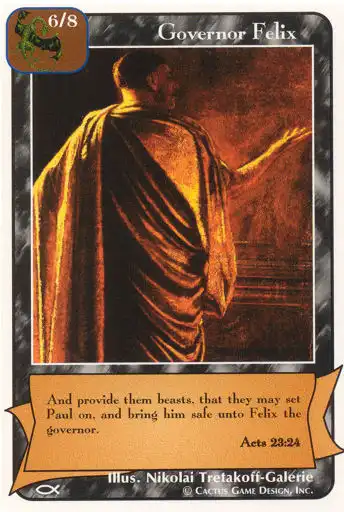 6/8
Governor Felix
And provide them beasts, that they may set
Paul on, and bring him safe unto Felix the
governor.
Acts 23:24
Illus. Nikolai Tretakoff-Galérie
© Cactus Game Design, Inc.